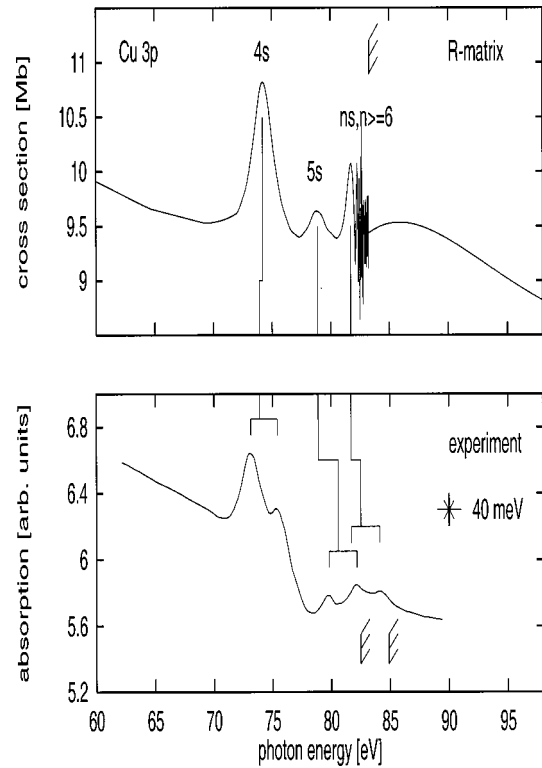 Cu 3p
4s
R-matrix
ns,n>=6
5s
cross section [Mb]
11
10.5
10
9.5
9
experiment
40 meV
absorption [arb. units]
6.8
6.4
6
5.6
5.2
60 65 70 75 80 85 90 95
photon energy [eV]